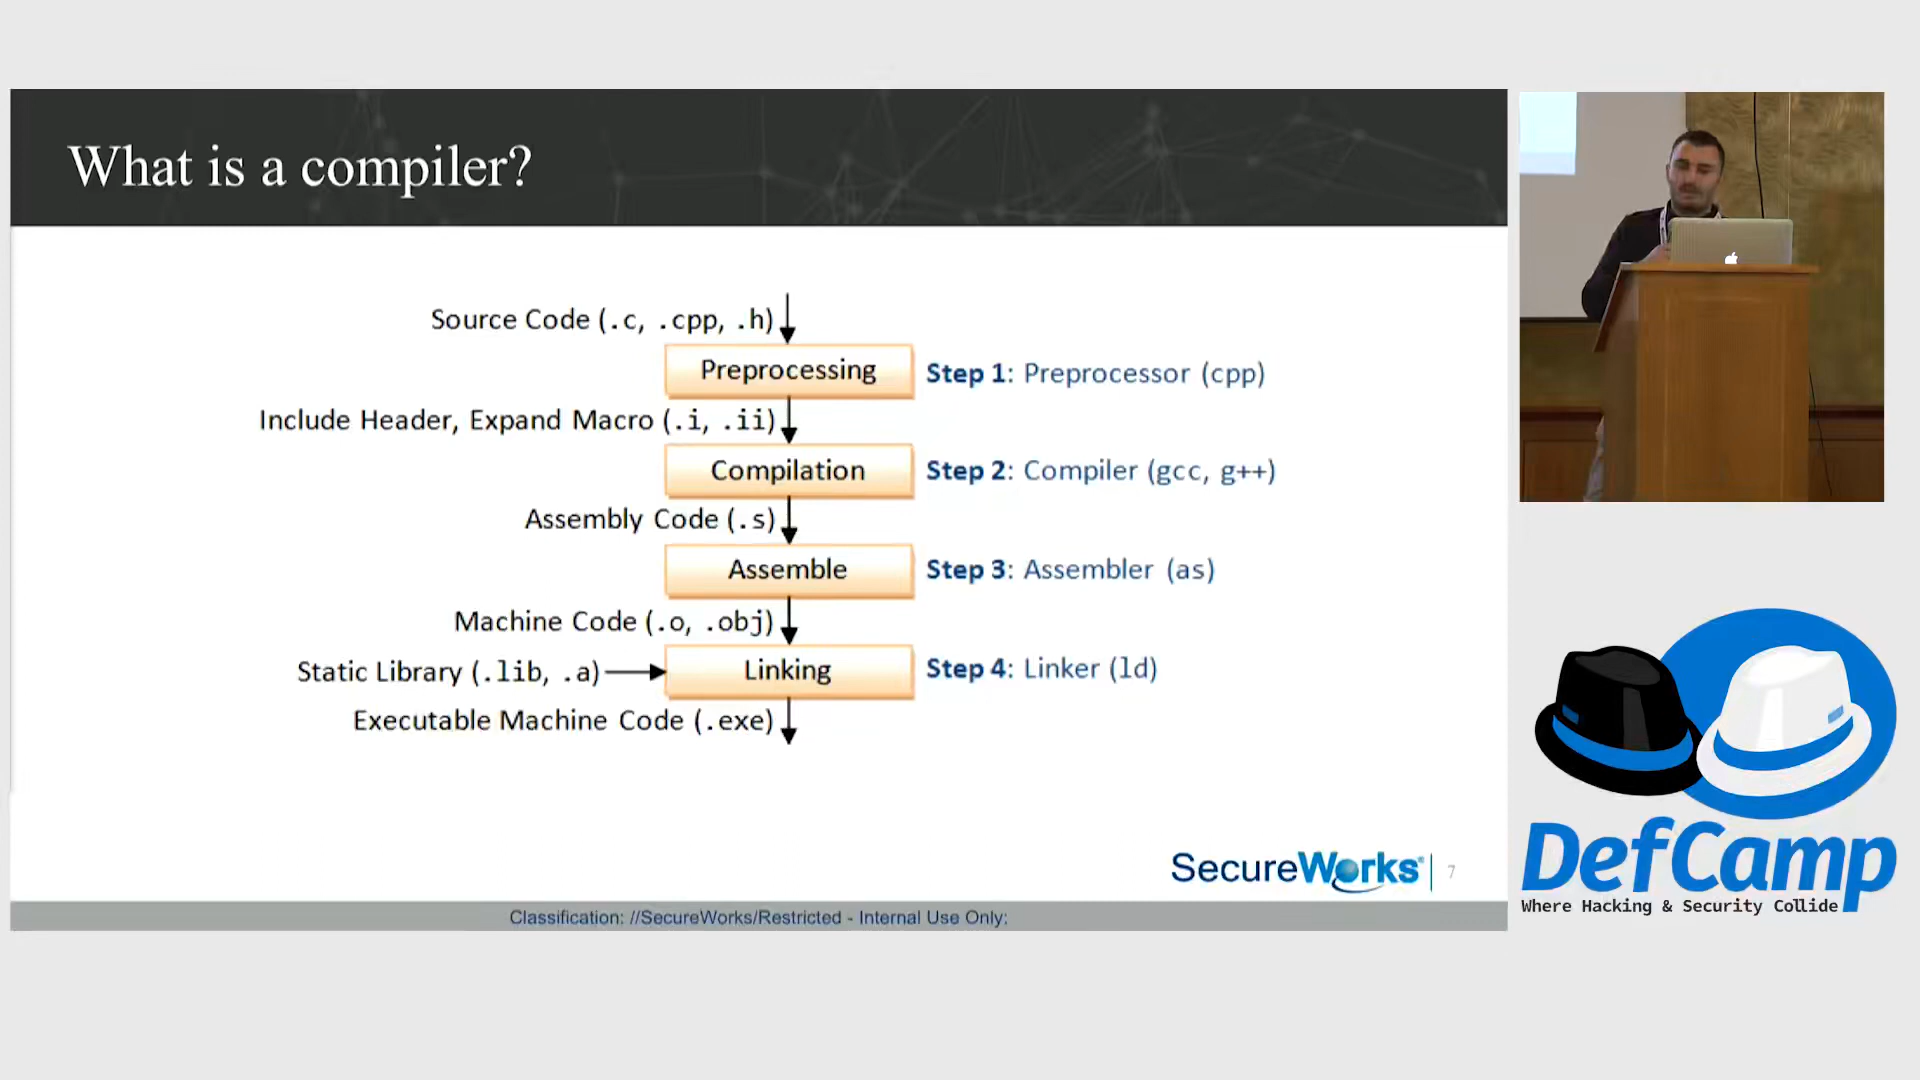 What is a compiler?
Source Code (.c, .cpp, .h)
Preprocessing
Step 1: Preprocessor (cpp)
Include Header, Expand Macro (.i, .ii)
Compilation
Step 2: Compiler (gcc, g++)
Assembly Code (.s)
Assemble
Step 3: Assembler (as)
Machine Code (.o, .obj)
Static Library (.lib, .a)
Linking
Step 4: Linker (ld)
Executable Machine Code (.exe)
SecureWorks
7
Classification: //SecureWorks/Restricted - Internal Use Only:
DefCamp
Where Hacking & Security Collide